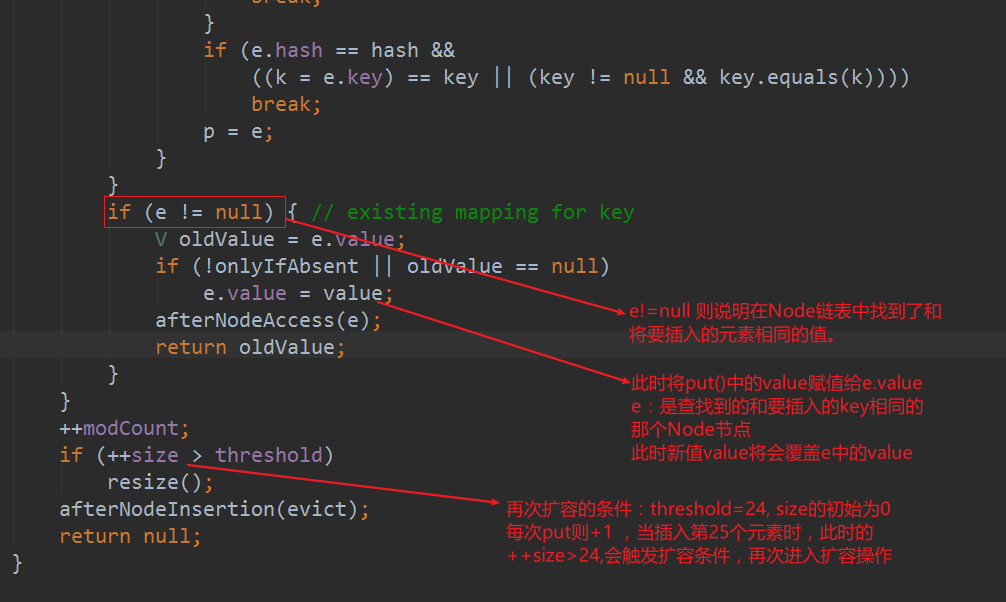 break;
}
if (e.hash == hash &&
((k = e.key) == key || (key != null && key.equals(k))))
break;
p = e;
}
}
if (e != null) { // existing mapping for key
V oldValue = e.value;
if (!onlyIfAbsent || oldValue == null)
e.value = value;
e!=null 则说明在Node链表中找到了和
将要插入的元素相同的值。
afterNodeAccess(e);
return oldValue;
}
此时将put()中的value赋值给e.value
e：是查找到的和要插入的key相同的
那个Node节点
此时新值value将会覆盖e中的value
}
++modCount;
if (++size > threshold)
resize();
afterNodeInsertion(evict);
return null;
}
再次扩容的条件：threshold=24, size的初始为0
每次put则+1 ，当插入第25个元素时，此时的
++size>24,会触发扩容条件，再次进入扩容操作